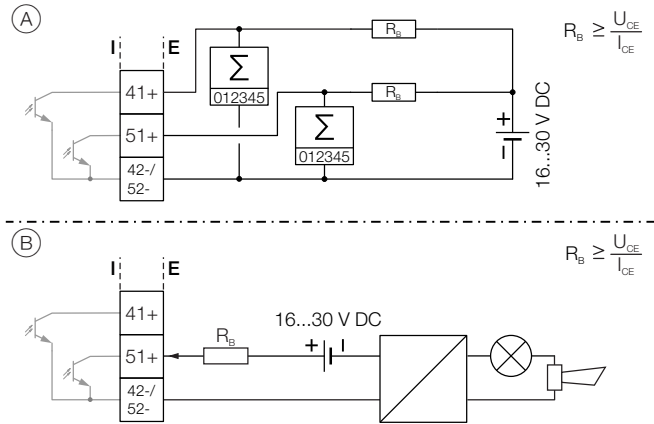 A
I E
R_B
R_B ≥ U_CE / I_CE
Σ
012345
41+
R_B
Σ
012345
51+
+
16...30 V DC
I
42-/
52-
B
I E
R_B ≥ U_CE / I_CE
41+
16...30 V DC
R_B
+ I
51+
42-/
52-